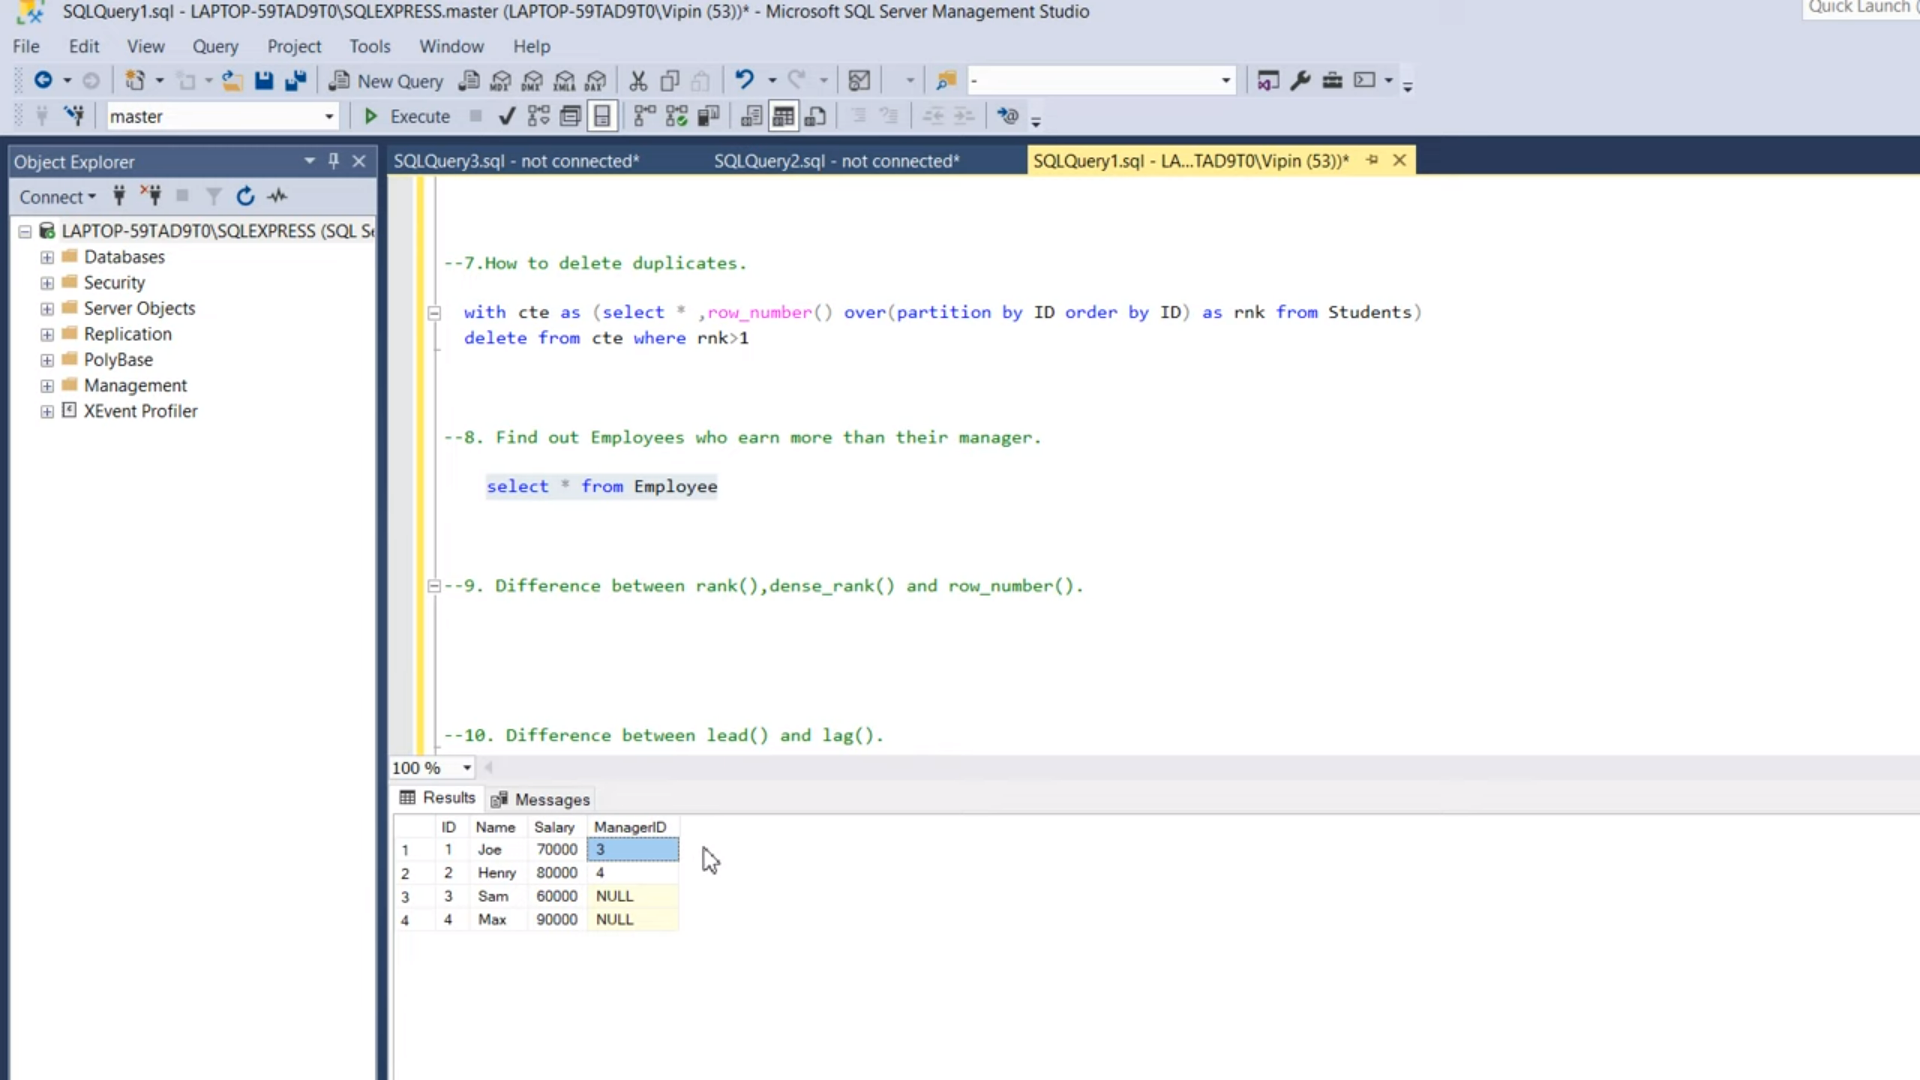 SQLQuery1.sql - LAPTOP-59TAD9T0\SQLEXPRESS.master (LAPTOP-59TAD9T0\Vipin (53))* - Microsoft SQL Server Management Studio
Quick Launch (
File Edit View Query Project Tools Window Help
New Query MDX DMX XMLA DAX -
master Execute
Object Explorer
SQLQuery3.sql - not connected* SQLQuery2.sql - not connected* SQLQuery1.sql - LA...TAD9T0\Vipin (53))*
Connect
LAPTOP-59TAD9T0\SQLEXPRESS (SQL Se
Databases
Security
Server Objects
Replication
PolyBase
Management
XEvent Profiler
--7.How to delete duplicates.
with cte as (select * ,row_number() over(partition by ID order by ID) as rnk from Students)
delete from cte where rnk>1
--8. Find out Employees who earn more than their manager.
select * from Employee
--9. Difference between rank(),dense_rank() and row_number().
--10. Difference between lead() and lag().
100 %
Results Messages
ID Name Salary ManagerID
1 1 Joe 70000 3
2 2 Henry 80000 4
3 3 Sam 60000 NULL
4 4 Max 90000 NULL